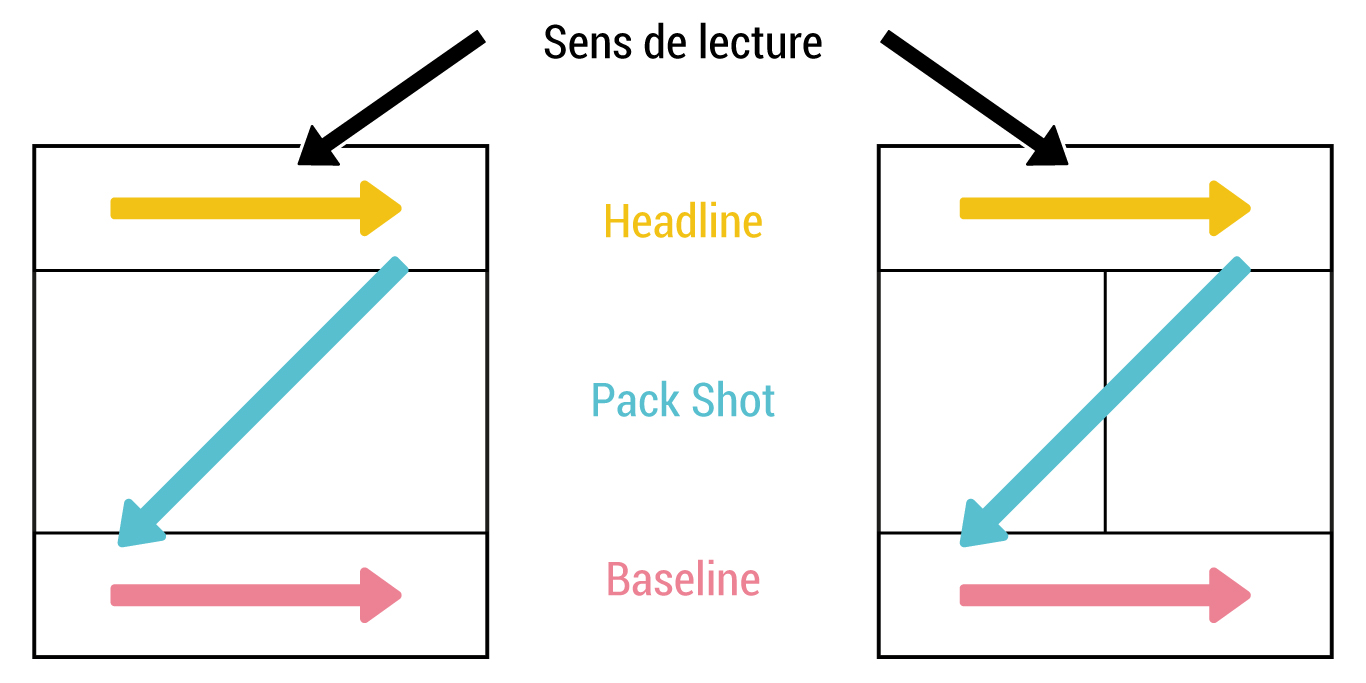 Sens de lecture
Headline
Pack Shot
Baseline